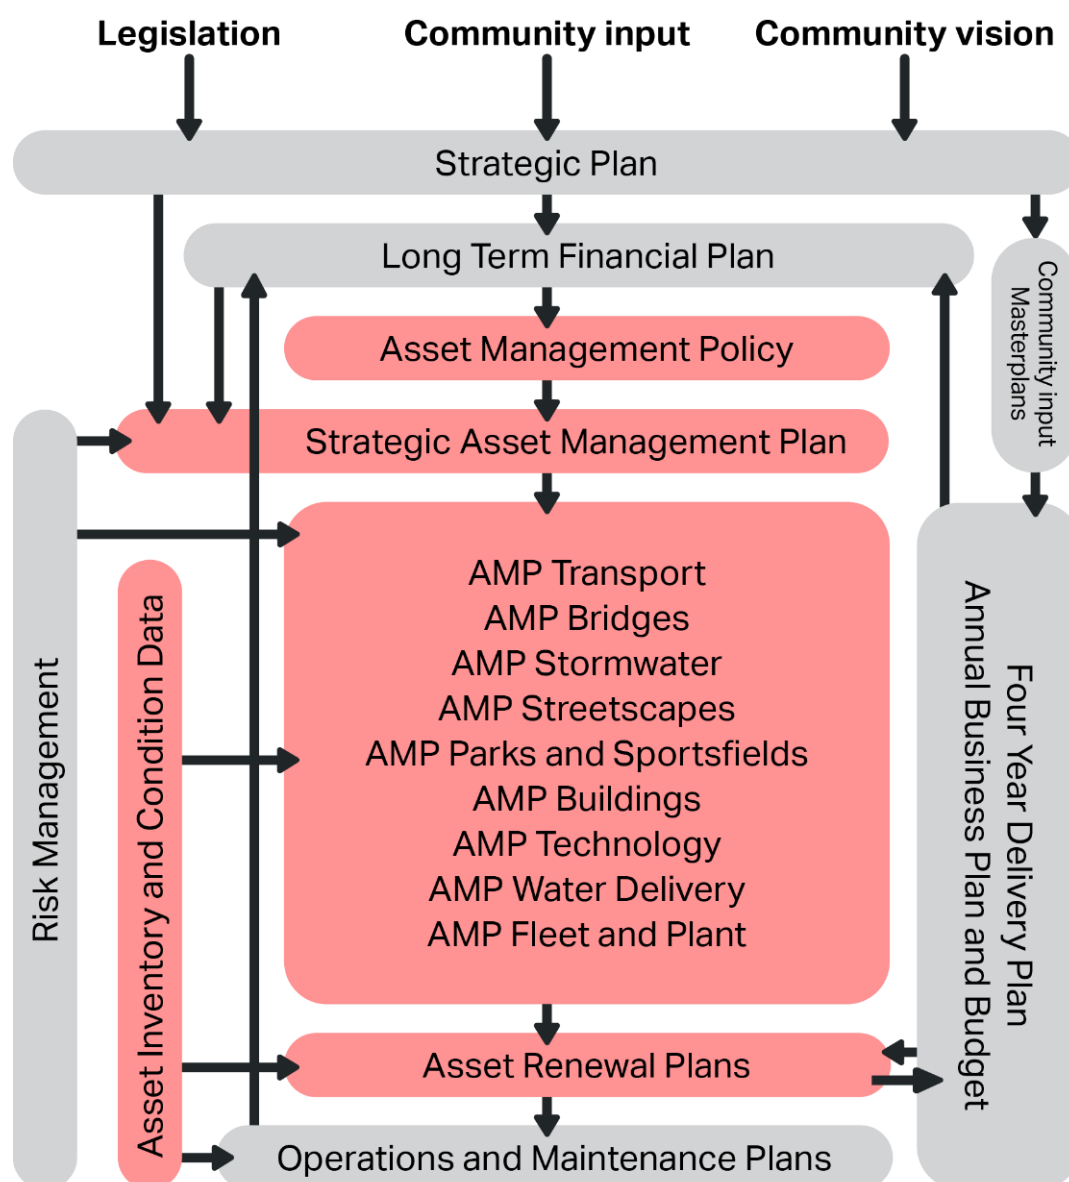 Legislation
Community input
Community vision
Strategic Plan
Long Term Financial Plan
Community input
Masterplans
Asset Management Policy
Strategic Asset Management Plan
Risk Management
Asset Inventory and Condition Data
AMP Transport
AMP Bridges
AMP Stormwater
AMP Streetscapes
AMP Parks and Sportsfields
AMP Buildings
AMP Technology
AMP Water Delivery
AMP Fleet and Plant
Four Year Delivery Plan
Annual Business Plan and Budget
Asset Renewal Plans
Operations and Maintenance Plans